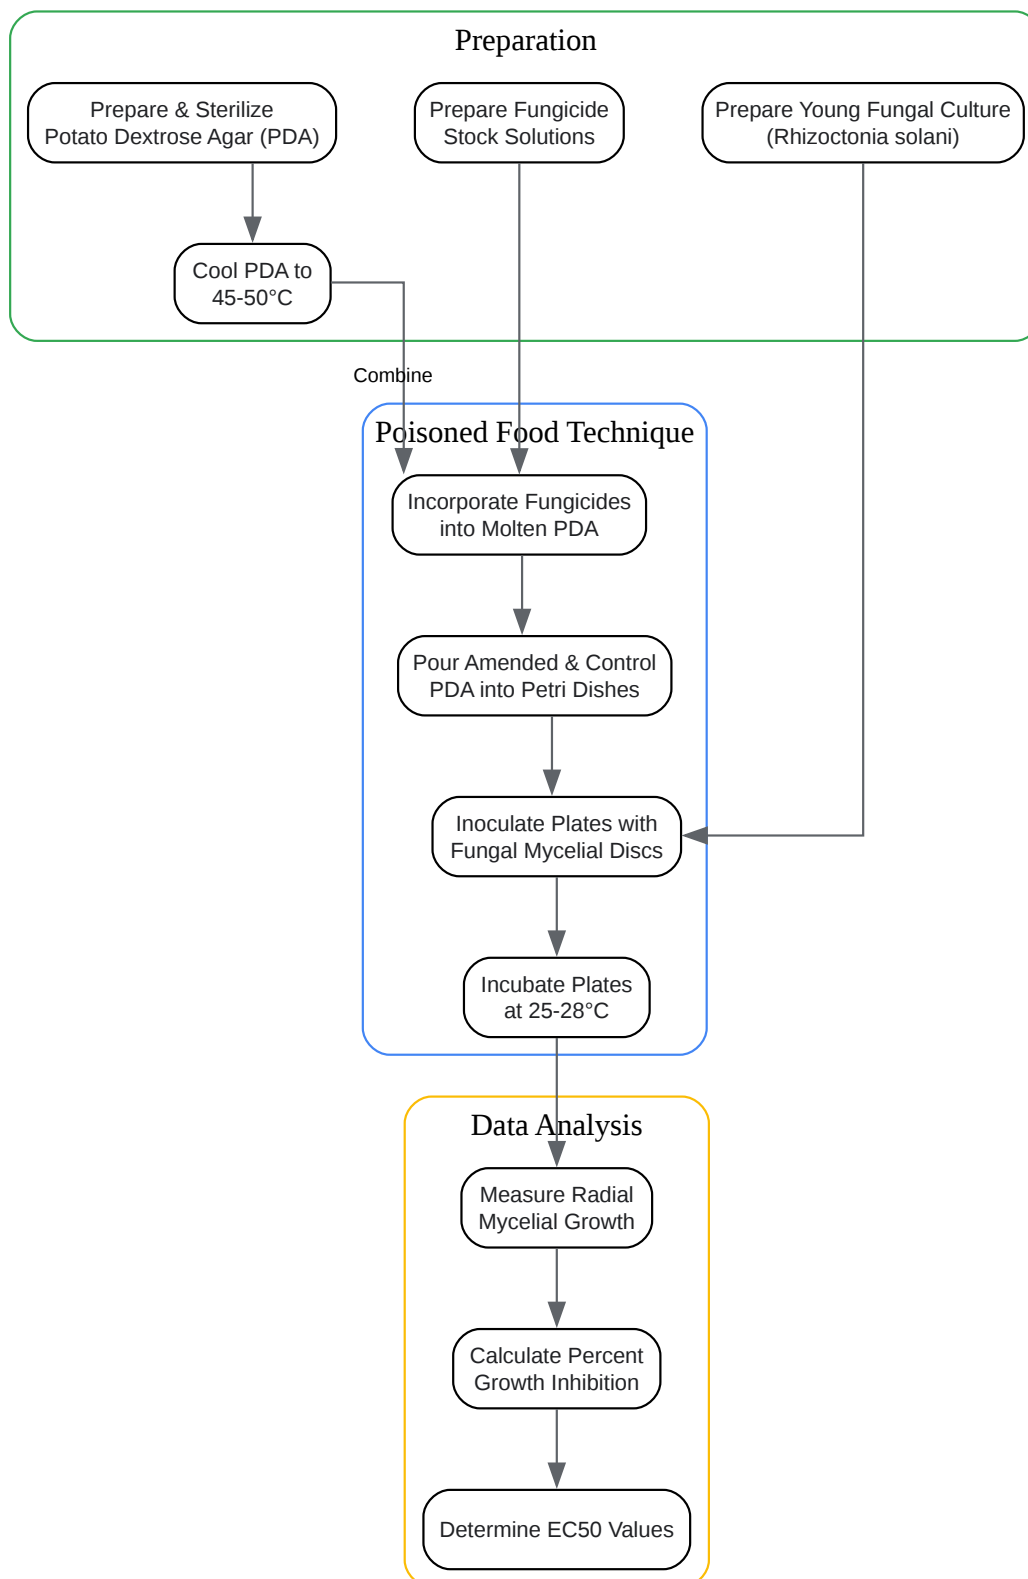 Preparation
Prepare & Sterilize
Potato Dextrose Agar (PDA)
Prepare Fungicide
Stock Solutions
Prepare Young Fungal Culture
(Rhizoctonia solani)
Cool PDA to
45-50°C
Combine
Poisoned Food Technique
Incorporate Fungicides
into Molten PDA
Pour Amended & Control
PDA into Petri Dishes
Inoculate Plates with
Fungal Mycelial Discs
Incubate Plates
at 25-28°C
Data Analysis
Measure Radial
Mycelial Growth
Calculate Percent
Growth Inhibition
Determine EC50 Values